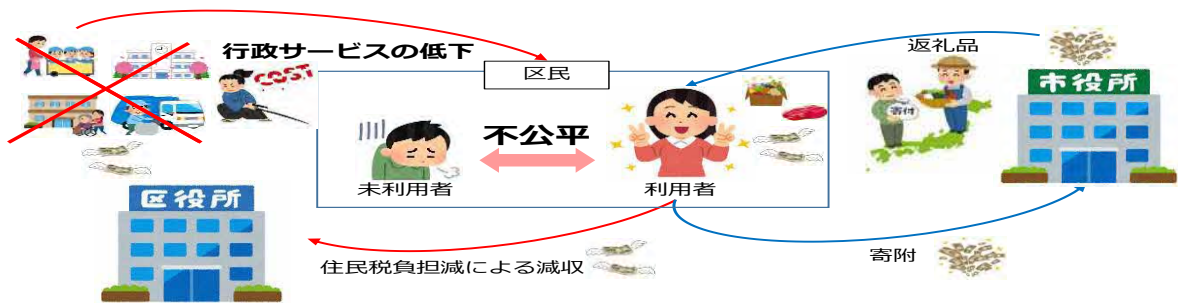 行政サービスの低下
COST
区民
返礼品
市役所
寄付
不公平
未利用者
利用者
区役所
住民税負担減による減収
寄附